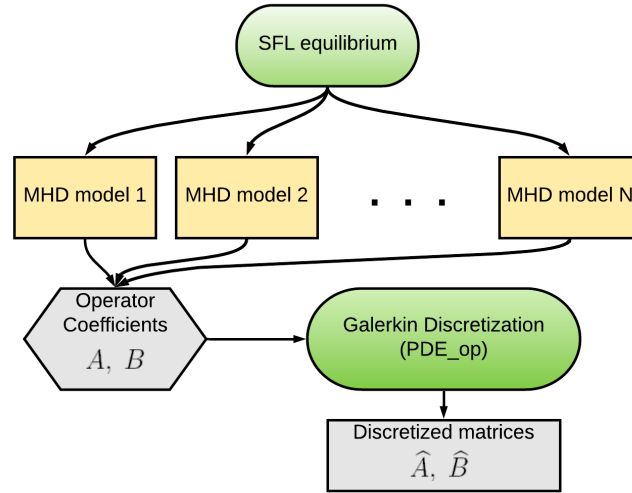 SFL equilibrium
MHD model 1
MHD model 2
. . .
MHD model N
Operator
Coefficients
A, B
Galerkin Discretization
(PDE_op)
Discretized matrices
Â, B̂